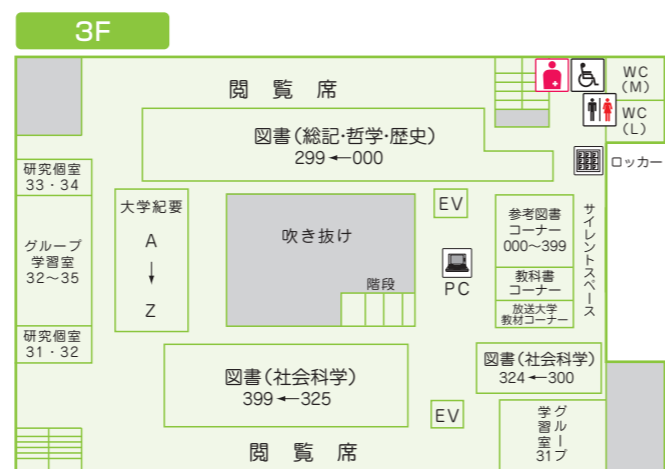 3F
閲覧席
WC
(M)
WC
(L)
図書(総記・哲学・歴史)
299←000
ロッカー
研究個室
33・34
大学紀要
A
↓
Z
EV
吹き抜け
階段
PC
参考図書
コーナー
000〜399
サイレントスペース
グループ
学習室
32〜35
教科書
コーナー
放送大学
教材コーナー
研究個室
31・32
図書(社会科学)
399←325
図書(社会科学)
324←300
EV
グループ
学習室31
閲覧席